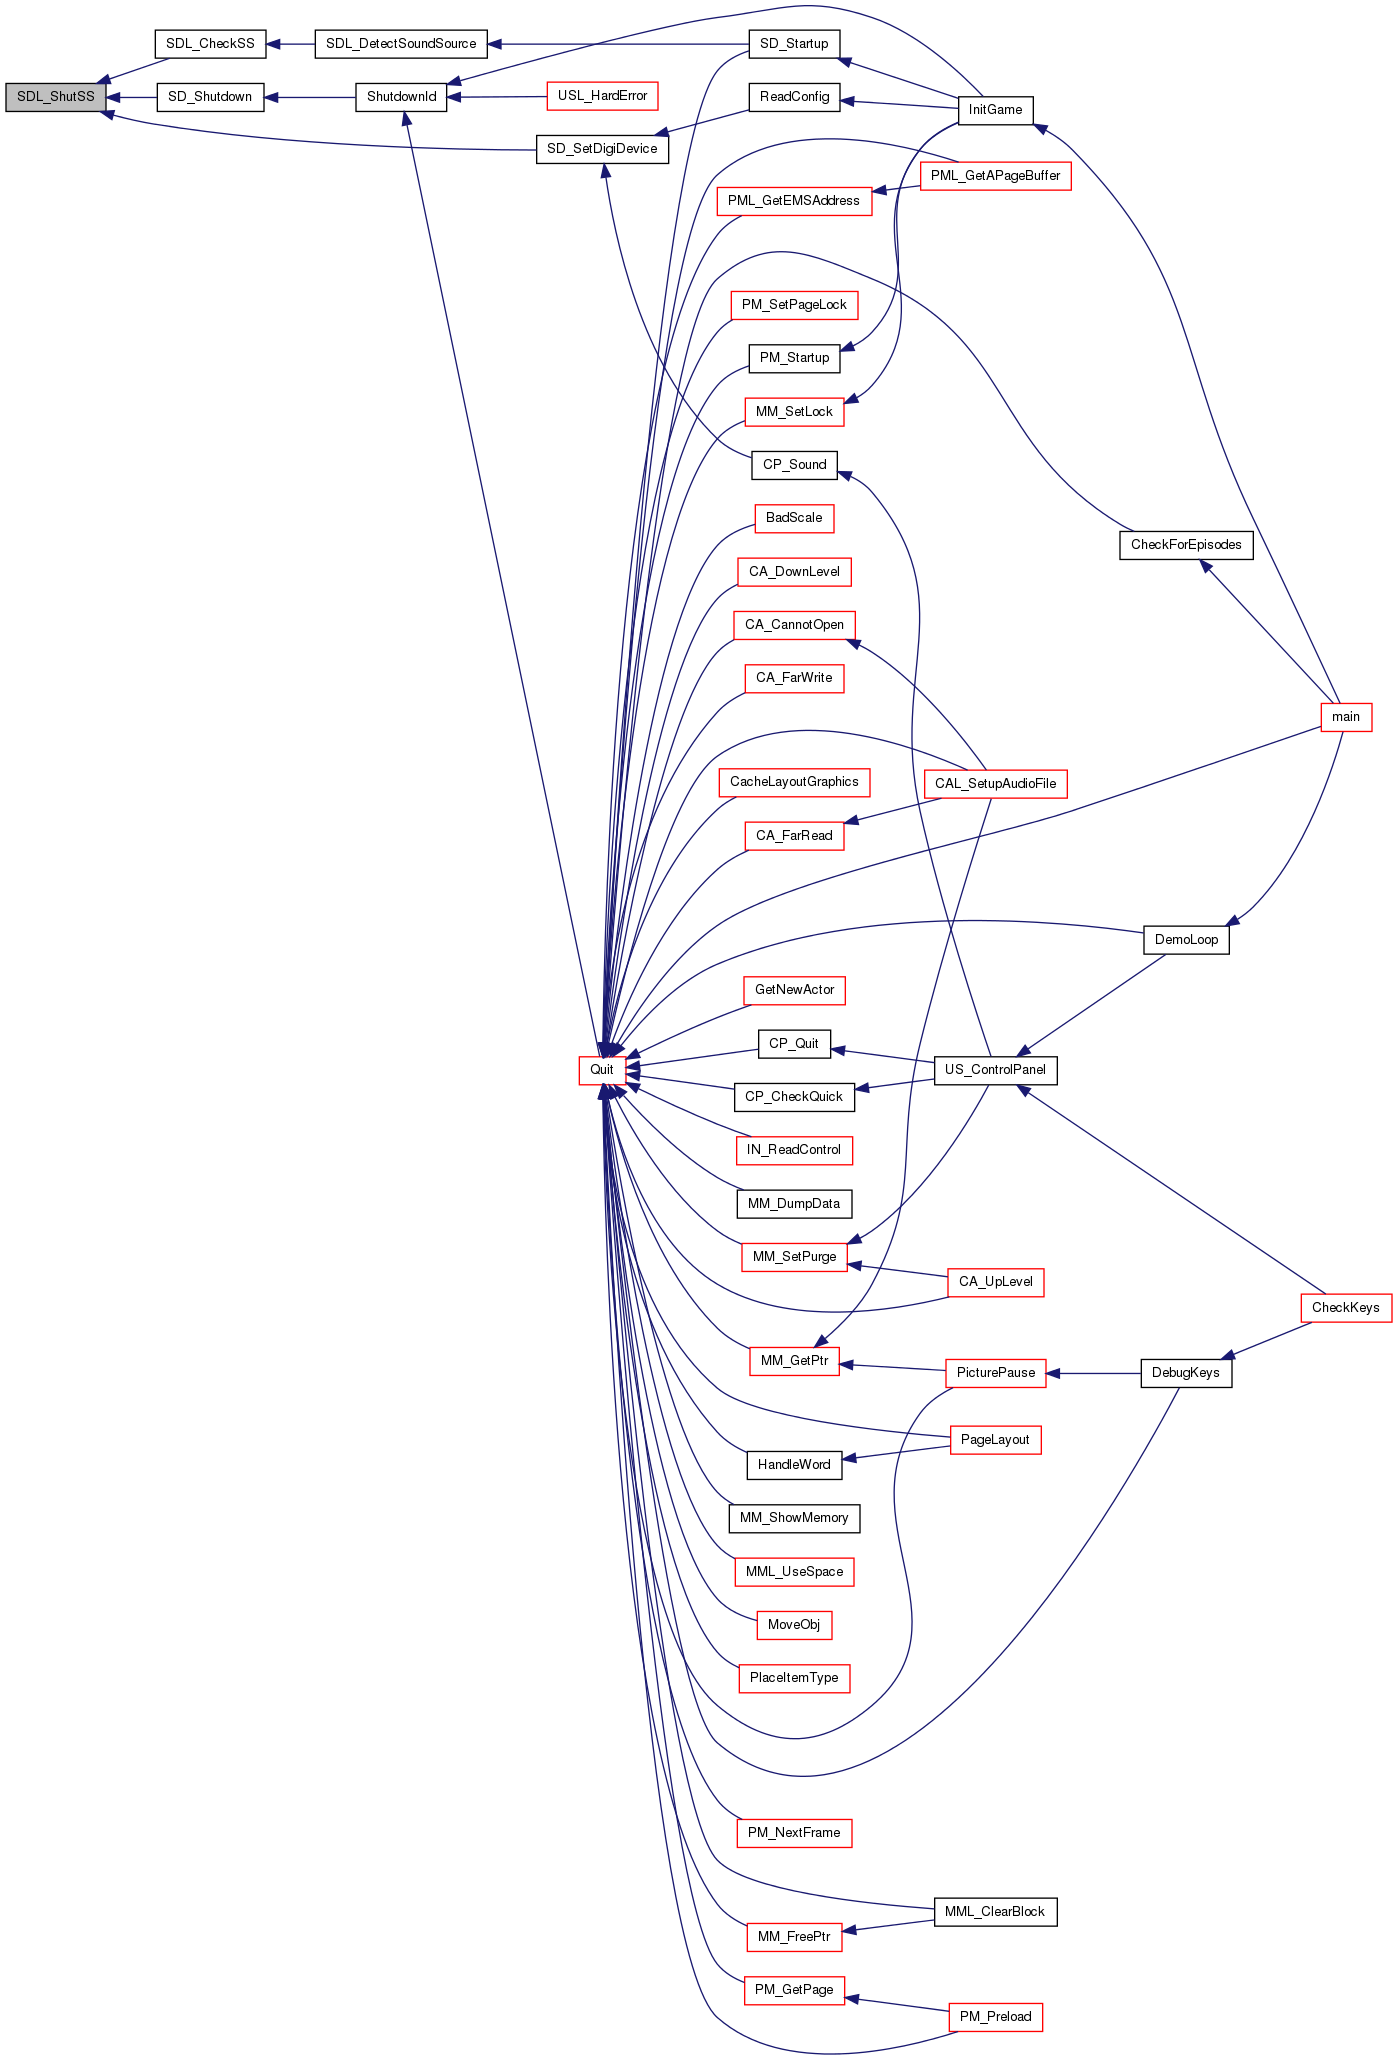 SDL_CheckSS
SDL_DetectSoundSource
SD_Startup
SDL_ShutSS
SD_Shutdown
ShutdownId
USL_HardError
ReadConfig
InitGame
SD_SetDigiDevice
PML_GetAPageBuffer
PML_GetEMSAddress
PM_SetPageLock
PM_Startup
MM_SetLock
CP_Sound
BadScale
CheckForEpisodes
CA_DownLevel
CA_CannotOpen
CA_FarWrite
main
CacheLayoutGraphics
CAL_SetupAudioFile
CA_FarRead
DemoLoop
GetNewActor
CP_Quit
Quit
US_ControlPanel
CP_CheckQuick
IN_ReadControl
MM_DumpData
MM_SetPurge
CA_UpLevel
CheckKeys
MM_GetPtr
PicturePause
DebugKeys
PageLayout
HandleWord
MM_ShowMemory
MML_UseSpace
MoveObj
PlaceItemType
PM_NextFrame
MML_ClearBlock
MM_FreePtr
PM_GetPage
PM_Preload